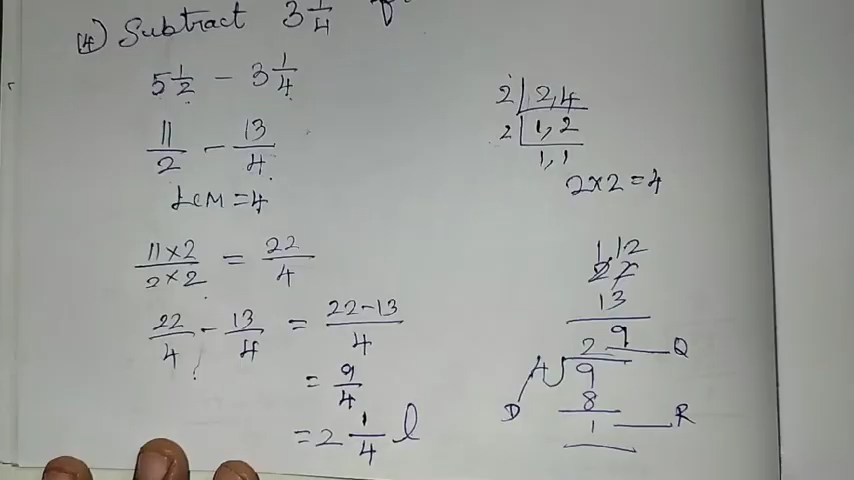 (4) Subtract 3 1/4
5 1/2 - 3 1/4
11/2 - 13/4
LCM = 4
(11×2)/(2×2) = 22/4
22/4 - 13/4 = (22-13)/4
= 9/4
= 2 1/4 l
2 | 2, 4
2 | 1, 2
1, 1
2×2 = 4
1 12
22
13
9
2 Q
D 4 9
8
1 R